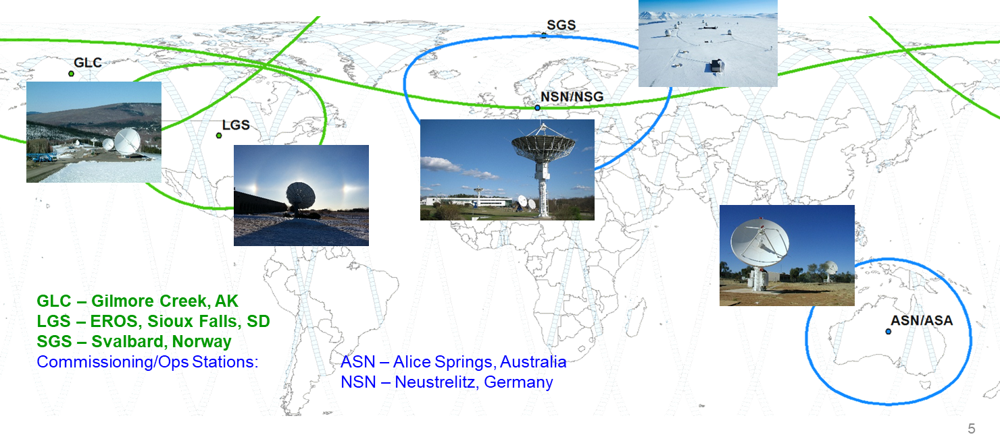 SGS
GLC
NSN/NSG
LGS
ASN/ASA
GLC – Gilmore Creek, AK
LGS – EROS, Sioux Falls, SD
SGS – Svalbard, Norway
Commissioning/Ops Stations:
ASN – Alice Springs, Australia
NSN – Neustrelitz, Germany
5